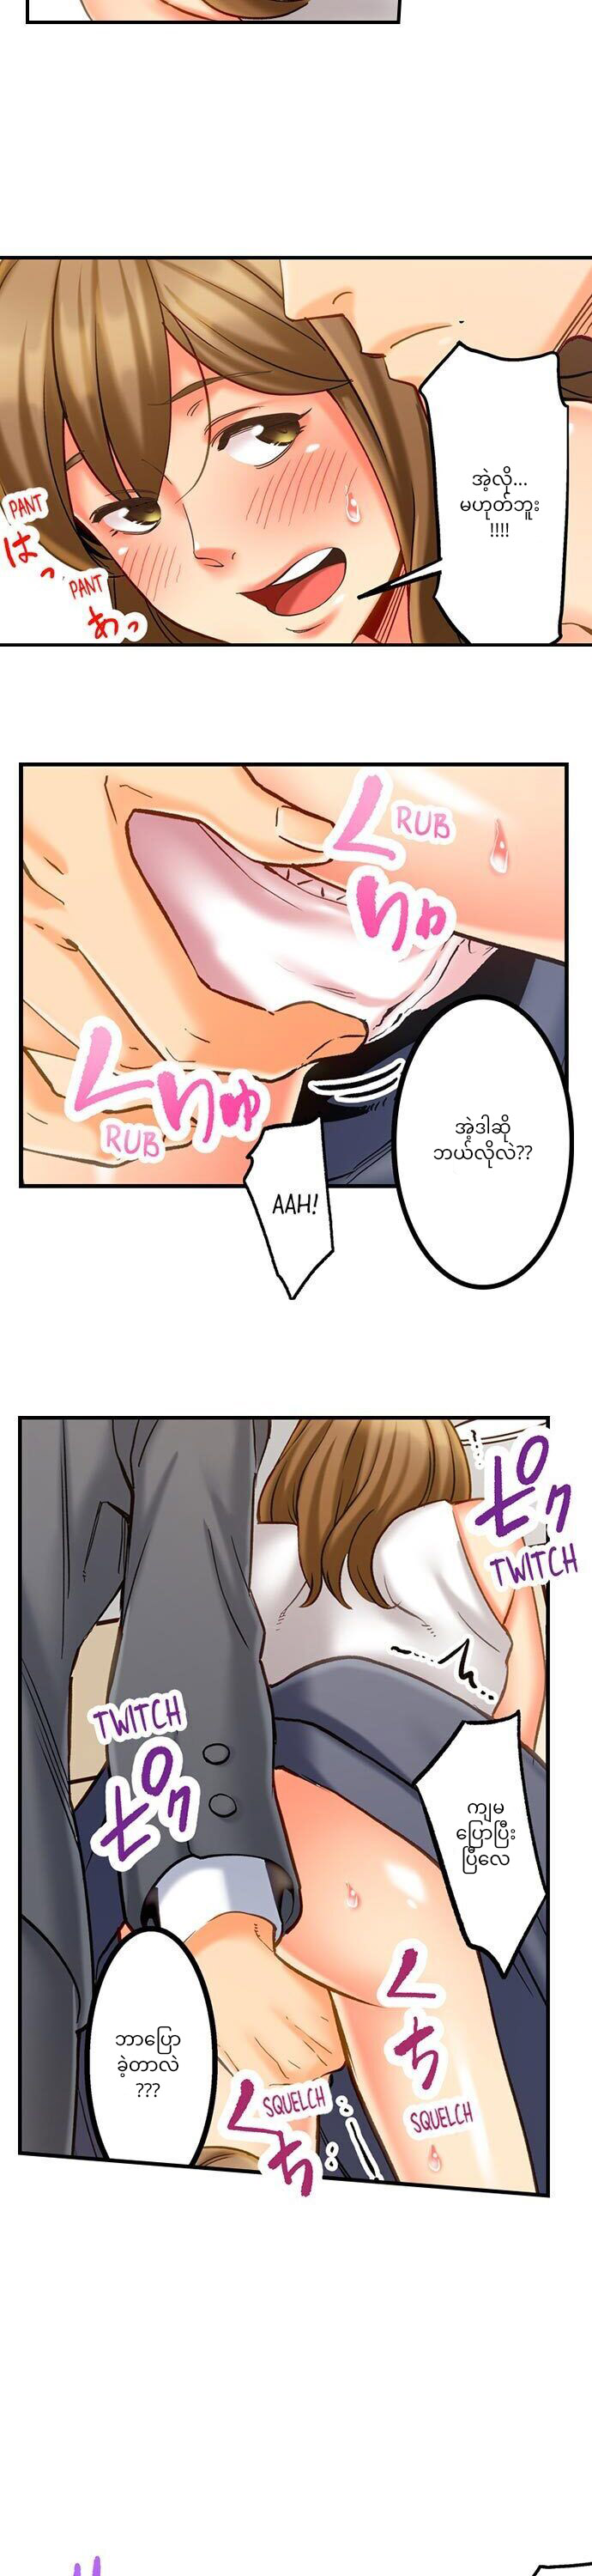 အဲ့လို...
မဟုတ်ဘူး
!!!!
PANT
はっ
PANT
あっ
RUB
くりゅ
くりゅ
RUB
အဲ့ဒါဆို
ဘယ်လိုလဲ??
AAH!
ピク
TWITCH
TWITCH
ピク
ကျမ
ပြောပြီး
ပြီလေ
ဘာပြော
ခဲ့တာလဲ
???
くち
SQUELCH
SQUELCH
くち